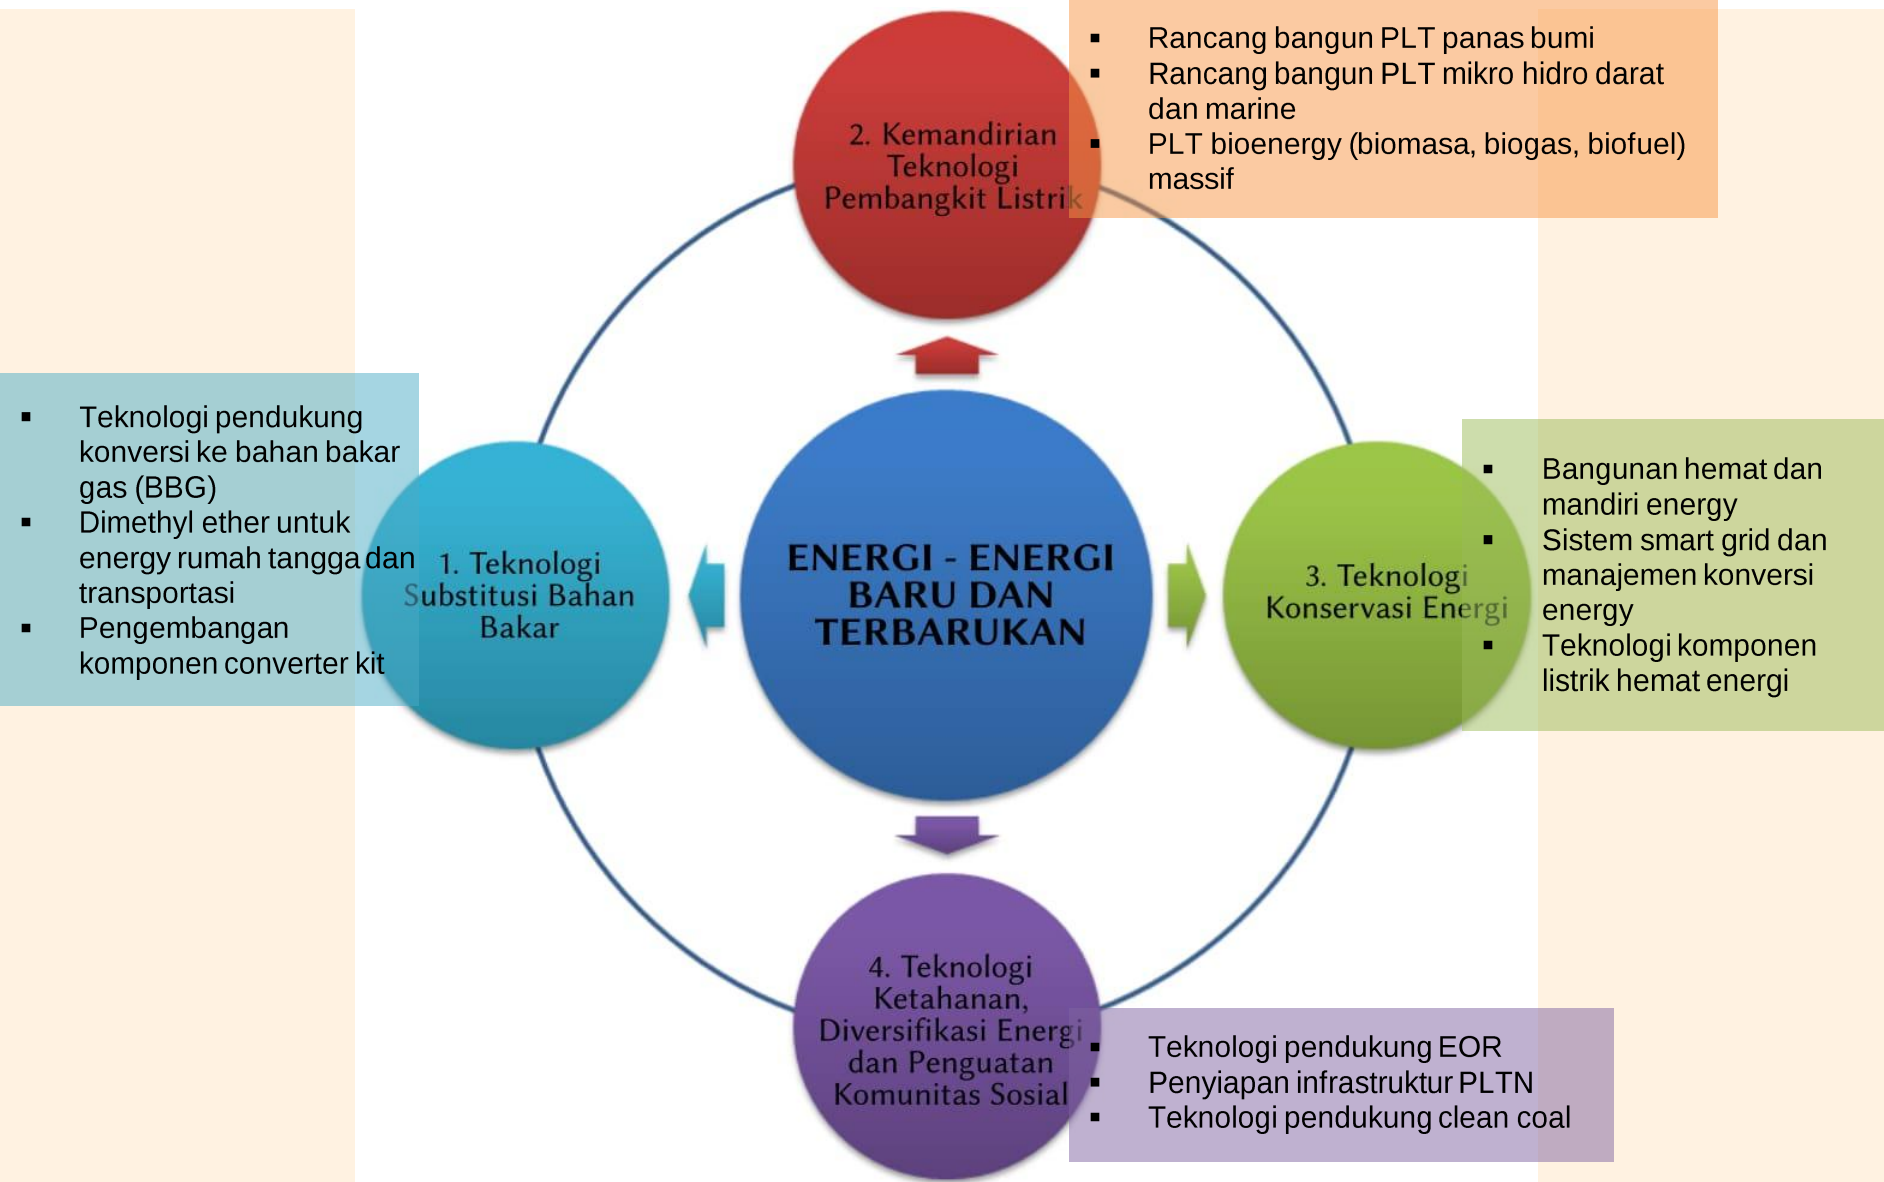 2. Kemandirian
Teknologi
Pembangkit Listrik
▪ Rancang bangun PLT panas bumi
▪ Rancang bangun PLT mikro hidro darat
dan marine
▪ PLT bioenergy (biomasa, biogas, biofuel)
massif
▪ Teknologi pendukung
konversi ke bahan bakar
gas (BBG)
▪ Dimethyl ether untuk
energy rumah tangga dan
transportasi
▪ Pengembangan
komponen converter kit
1. Teknologi
Substitusi Bahan
Bakar
ENERGI - ENERGI
BARU DAN
TERBARUKAN
3. Teknologi
Konservasi Energi
▪ Bangunan hemat dan
mandiri energy
▪ Sistem smart grid dan
manajemen konversi
energy
▪ Teknologi komponen
listrik hemat energi
4. Teknologi
Ketahanan,
Diversifikasi Energi
dan Penguatan
Komunitas Sosial
▪ Teknologi pendukung EOR
▪ Penyiapan infrastruktur PLTN
▪ Teknologi pendukung clean coal